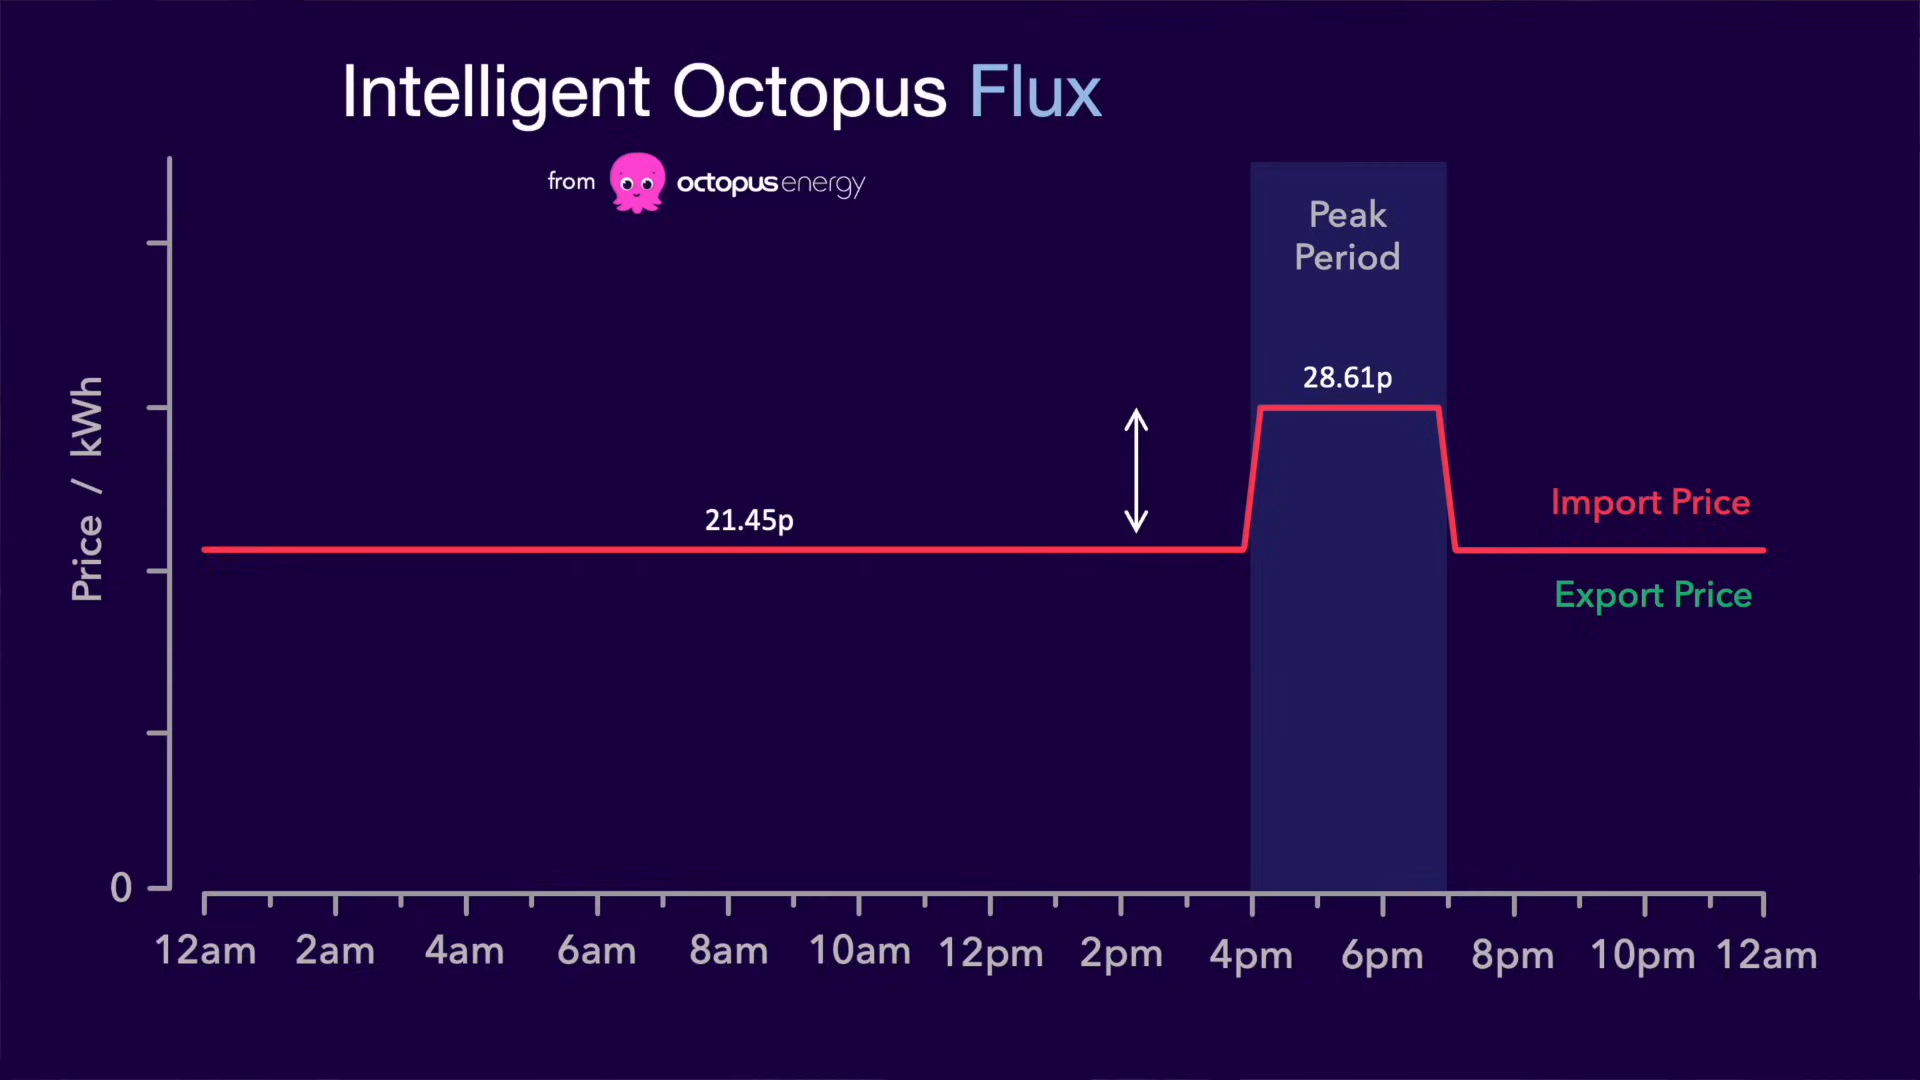 Intelligent Octopus Flux
from octopusenergy
Peak
Period
28.61p
21.45p
Import Price
Export Price
Price / kWh
0
12am 2am 4am 6am 8am 10am 12pm 2pm 4pm 6pm 8pm 10pm 12am